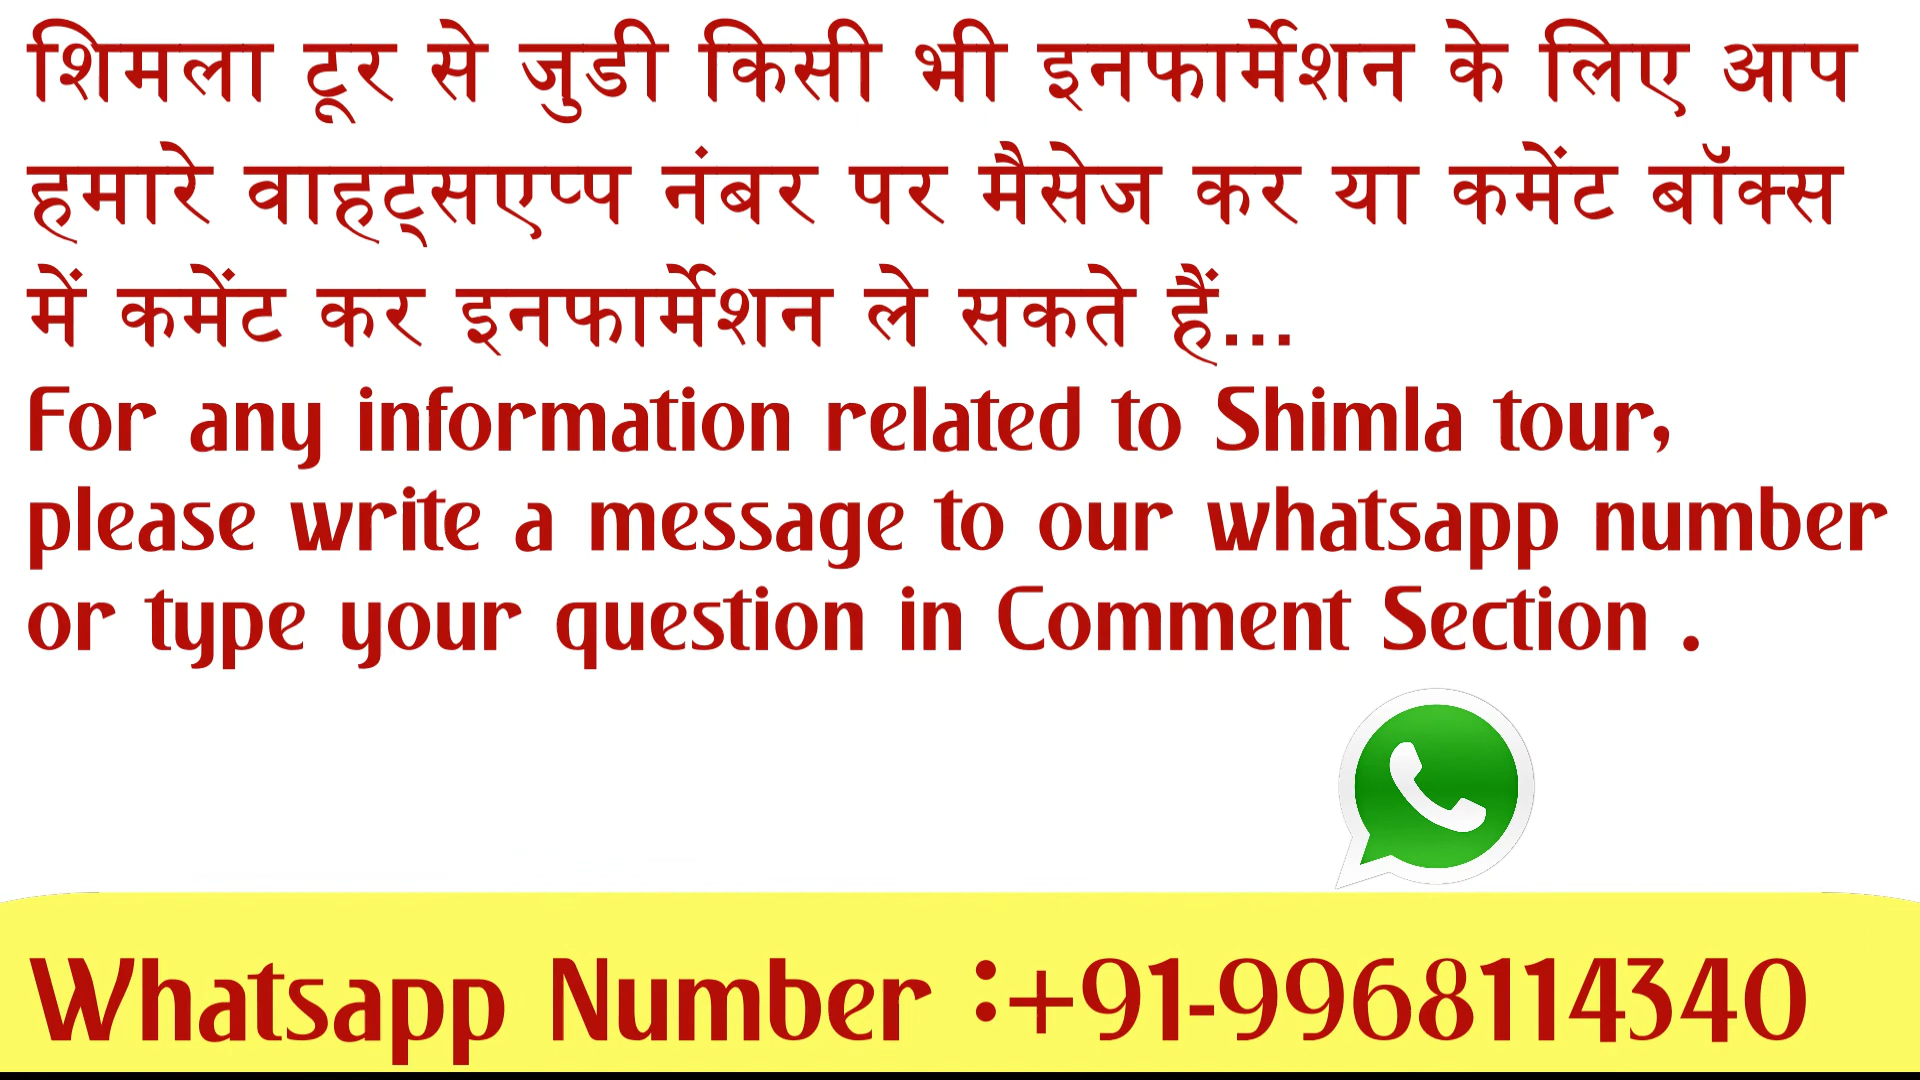 शिमला टूर से जुडी किसी भी इनफार्मेशन के लिए आप
हमारे वाहट्सएप्प नंबर पर मैसेज कर या कमेंट बॉक्स
में कमेंट कर इनफार्मेशन ले सकते हैं...
For any information related to Shimla tour,
please write a message to our whatsapp number
or type your question in Comment Section .
Whatsapp Number :+91-9968114340